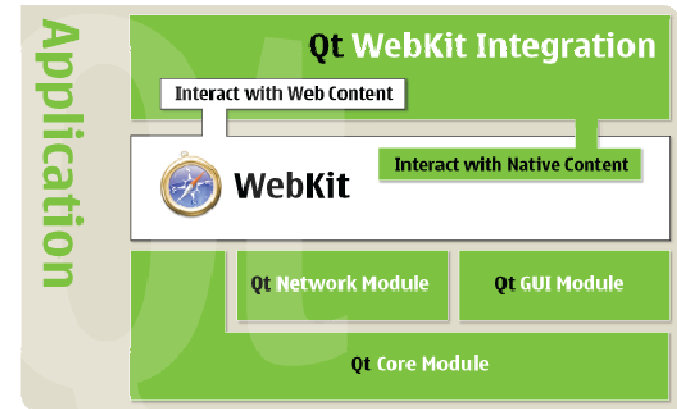 Application
Qt WebKit Integration
Interact with Web Content
Interact with Native Content
WebKit
Qt Network Module
Qt GUI Module
Qt Core Module